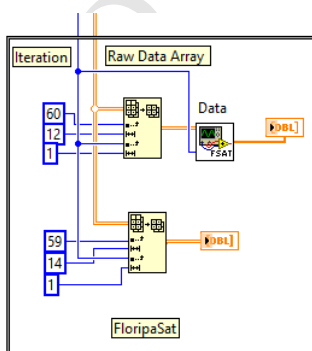 Iteration
Raw Data Array
60
12
1
Data
FSAT
DBL]
59
14
1
DBL]
FloripaSat